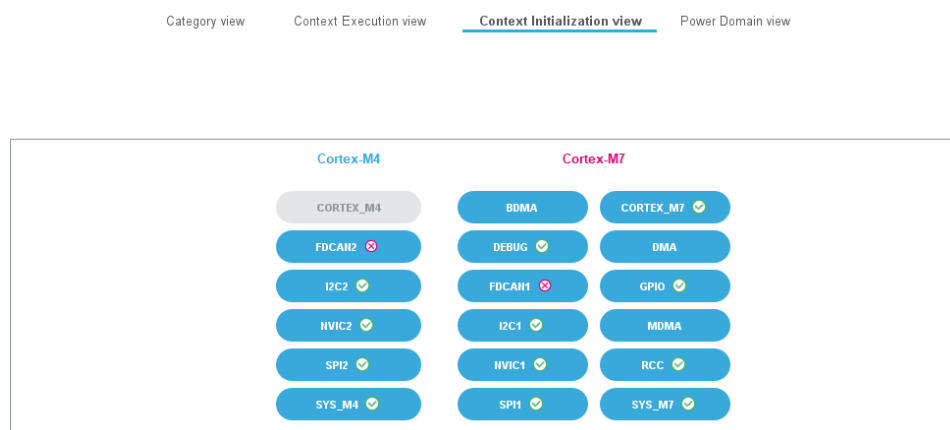 Category view Context Execution view Context Initialization view Power Domain view
Cortex-M4 Cortex-M7
CORTEX_M4 BDMA CORTEX_M7
FDCAN2 DEBUG DMA
I2C2 FDCAN1 GPIO
NVIC2 I2C1 MDMA
SPI2 NVIC1 RCC
SYS_M4 SPI1 SYS_M7